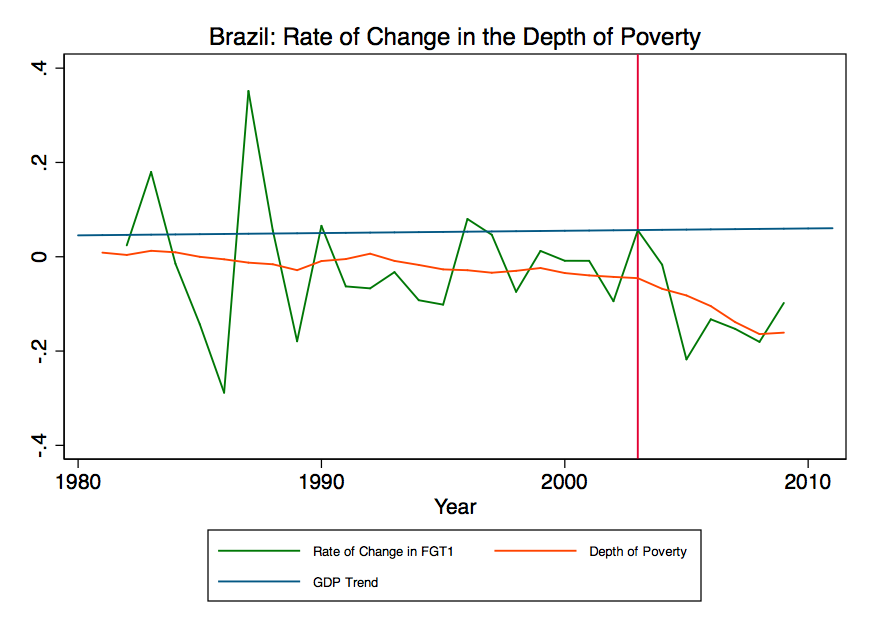 Brazil: Rate of Change in the Depth of Poverty
.4
.2
0
-.2
-.4
1980 1990 2000 2010
Year
Rate of Change in FGT1 Depth of Poverty
GDP Trend